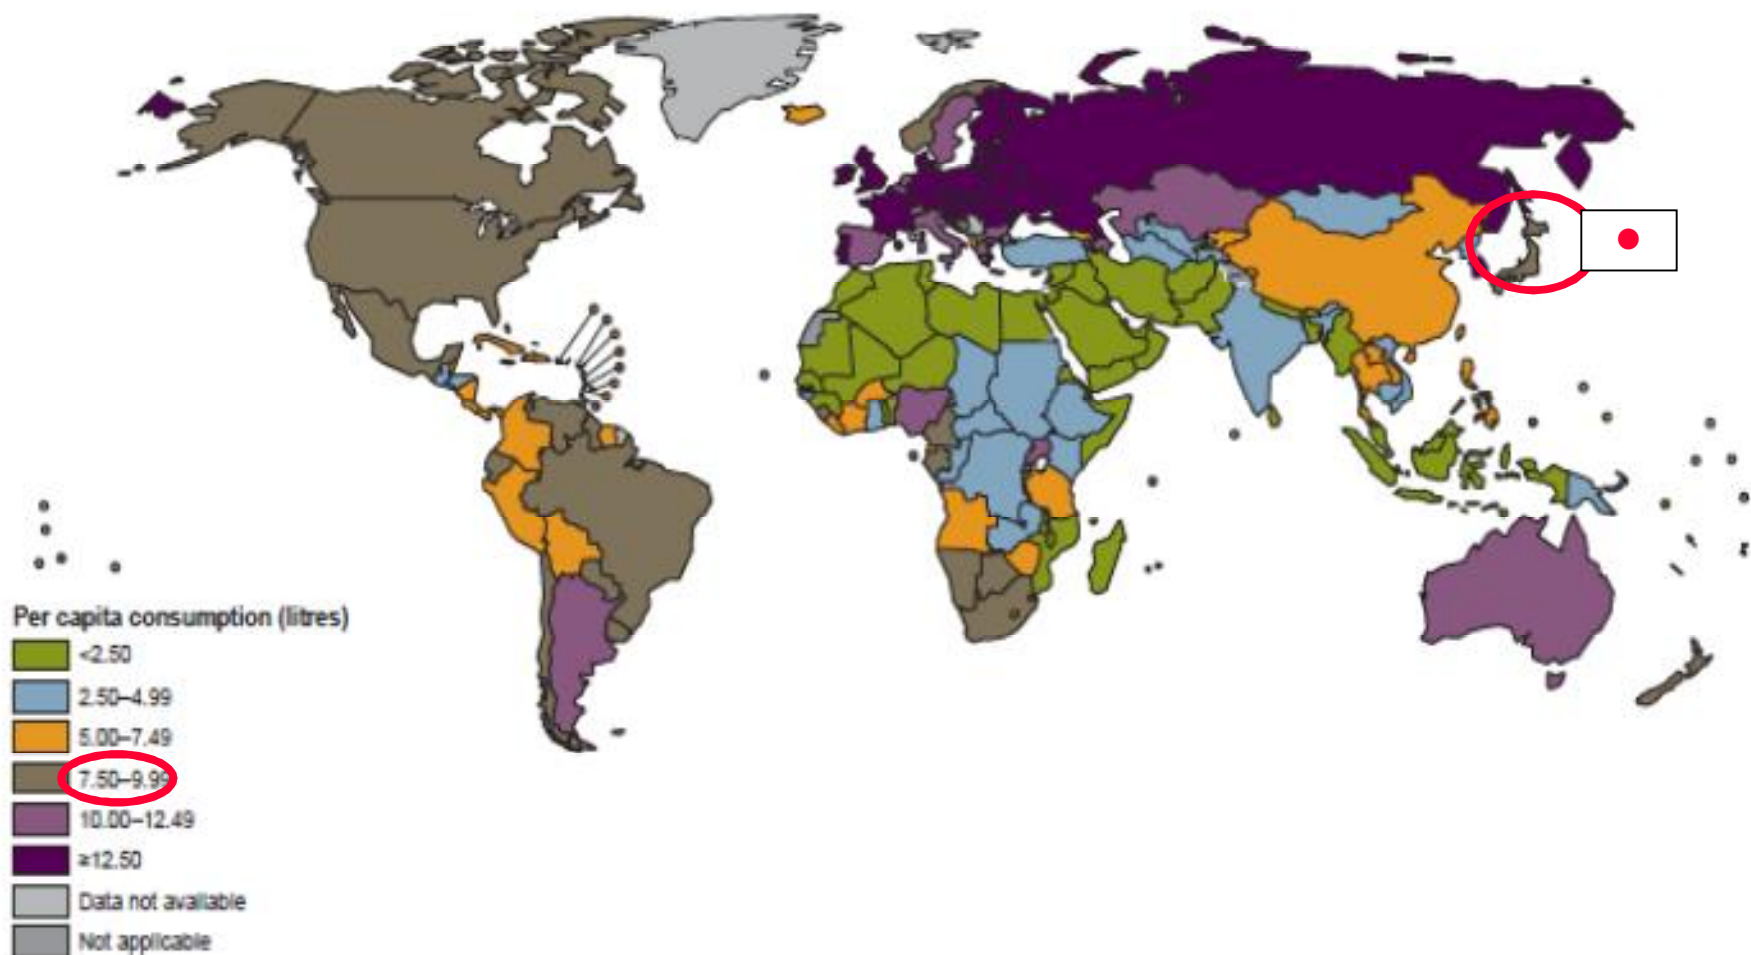 Per capita consumption (litres)
<2.50
2.50–4.99
5.00–7.49
7.50–9.99
10.00–12.49
≥12.50
Data not available
Not applicable